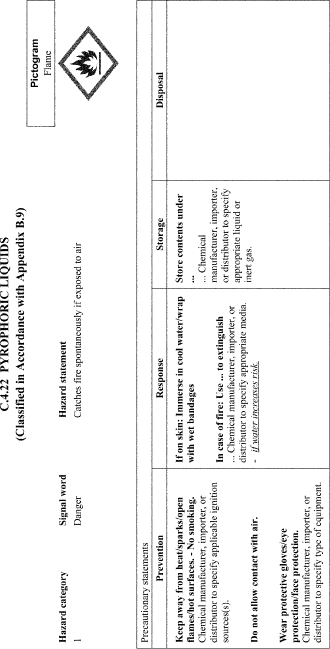 C.4.22 PYROPHORIC LIQUIDS
(Classified in Accordance with Appendix B.9)
Pictogram
Flame
Hazard category
Signal word
Hazard statement
1
Danger
Catches fire spontaneously if exposed to air
Precautionary statements
Prevention
Response
Storage
Disposal
Keep away from heat/sparks/open
flames/hot surfaces. - No smoking.
Chemical manufacturer, importer, or
distributor to specify applicable ignition
sources(s).
Do not allow contact with air.
Wear protective gloves/eye
protection/face protection.
Chemical manufacturer, importer, or
distributor to specify type of equipment.
If on skin: Immerse in cool water/wrap
with wet bandages
In case of fire: Use ... to extinguish
... Chemical manufacturer, importer, or
distributor to specify appropriate media.
- if water increases risk.
Store contents under
...
... Chemical
manufacturer, importer,
or distributor to specify
appropriate liquid or
inert gas.